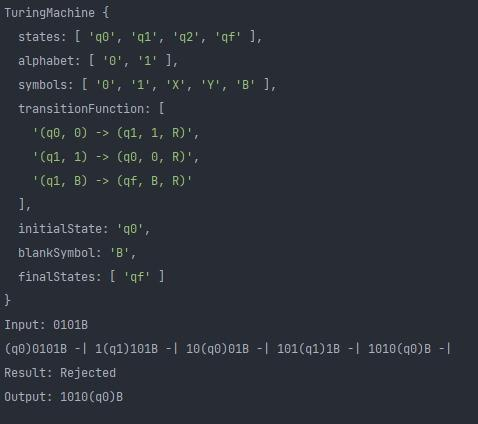 TuringMachine {
  states: [ 'q0', 'q1', 'q2', 'qf' ],
  alphabet: [ '0', '1' ],
  symbols: [ '0', '1', 'X', 'Y', 'B' ],
  transitionFunction: [
    '(q0, 0) -> (q1, 1, R)',
    '(q1, 1) -> (q0, 0, R)',
    '(q1, B) -> (qf, B, R)'
  ],
  initialState: 'q0',
  blankSymbol: 'B',
  finalStates: [ 'qf' ]
}
Input: 0101B
(q0)0101B -| 1(q1)101B -| 10(q0)01B -| 101(q1)1B -| 1010(q0)B -|
Result: Rejected
Output: 1010(q0)B